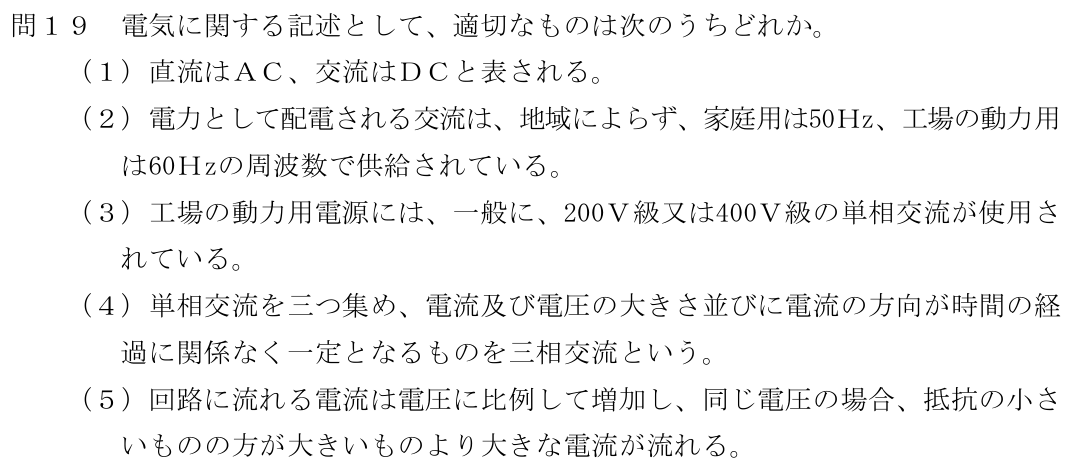 問１９　電気に関する記述として、適切なものは次のうちどれか。
（１）直流はＡＣ、交流はＤＣと表される。
（２）電力として配電される交流は、地域によらず、家庭用は50Ｈz、工場の動力用
は60Ｈzの周波数で供給されている。
（３）工場の動力用電源には、一般に、200Ｖ級又は400Ｖ級の単相交流が使用さ
れている。
（４）単相交流を三つ集め、電流及び電圧の大きさ並びに電流の方向が時間の経
過に関係なく一定となるものを三相交流という。
（５）回路に流れる電流は電圧に比例して増加し、同じ電圧の場合、抵抗の小さ
いものの方が大きいものより大きな電流が流れる。